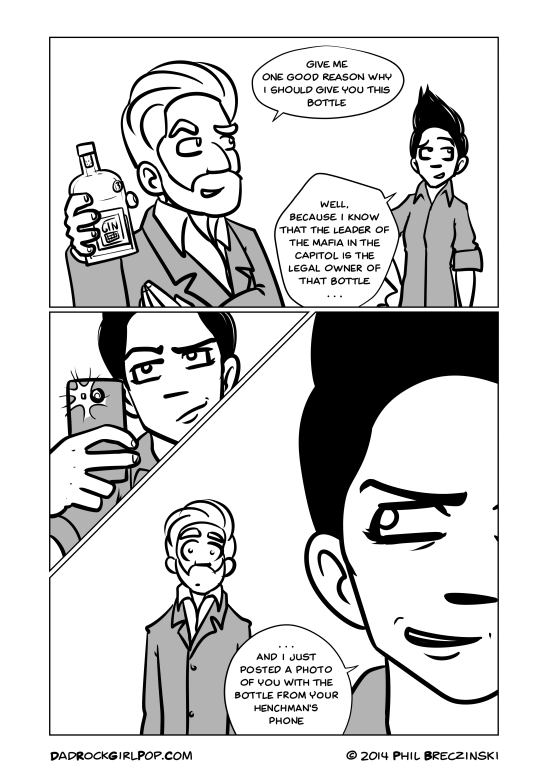 GIVE ME
ONE GOOD REASON WHY
I SHOULD GIVE YOU THIS
BOTTLE
WELL,
BECAUSE I KNOW
THAT THE LEADER OF
THE MAFIA IN THE
CAPITOL IS THE
LEGAL OWNER OF
THAT BOTTLE
...
GIN
...
AND I JUST
POSTED A PHOTO
OF YOU WITH THE
BOTTLE FROM YOUR
HENCHMAN'S
PHONE
DADROCKGIRLPOP.COM
© 2014 PHIL BRECZINSKI